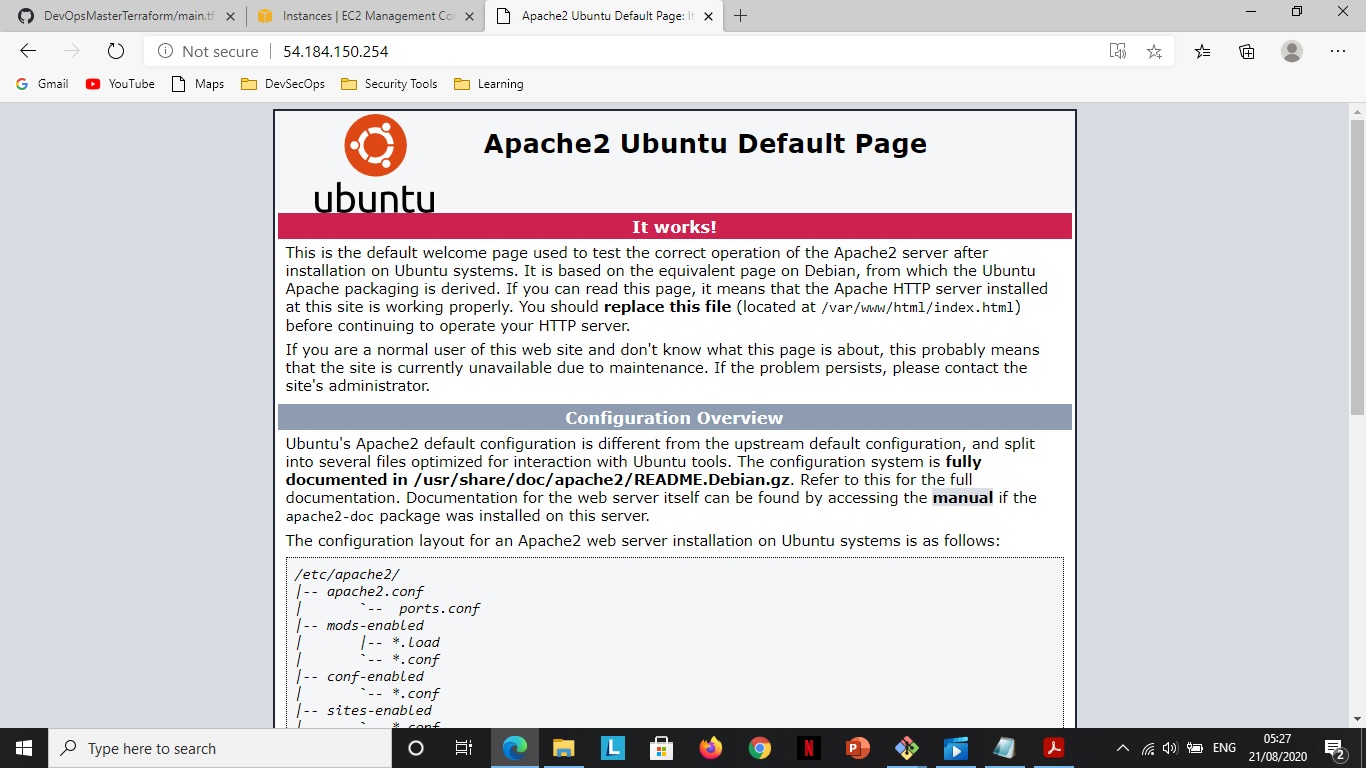 DevOpsMasterTerraform/main.tf
Instances | EC2 Management Co
Apache2 Ubuntu Default Page: It
Not secure
54.184.150.254
Gmail
YouTube
Maps
DevSecOps
Security Tools
Learning
ubuntu
Apache2 Ubuntu Default Page
It works!
This is the default welcome page used to test the correct operation of the Apache2 server after
installation on Ubuntu systems. It is based on the equivalent page on Debian, from which the Ubuntu
Apache packaging is derived. If you can read this page, it means that the Apache HTTP server installed
at this site is working properly. You should replace this file (located at /var/www/html/index.html)
before continuing to operate your HTTP server.
If you are a normal user of this web site and don't know what this page is about, this probably means
that the site is currently unavailable due to maintenance. If the problem persists, please contact the
site's administrator.
Configuration Overview
Ubuntu's Apache2 default configuration is different from the upstream default configuration, and split
into several files optimized for interaction with Ubuntu tools. The configuration system is fully
documented in /usr/share/doc/apache2/README.Debian.gz. Refer to this for the full
documentation. Documentation for the web server itself can be found by accessing the manual if the
apache2-doc package was installed on this server.
The configuration layout for an Apache2 web server installation on Ubuntu systems is as follows:
/etc/apache2/
|-- apache2.conf
|       `--  ports.conf
|-- mods-enabled
|       |-- *.load
|       `-- *.conf
|-- conf-enabled
|       `-- *.conf
|-- sites-enabled
|       `-- *.conf
Type here to search
ENG
05:27
21/08/2020
2